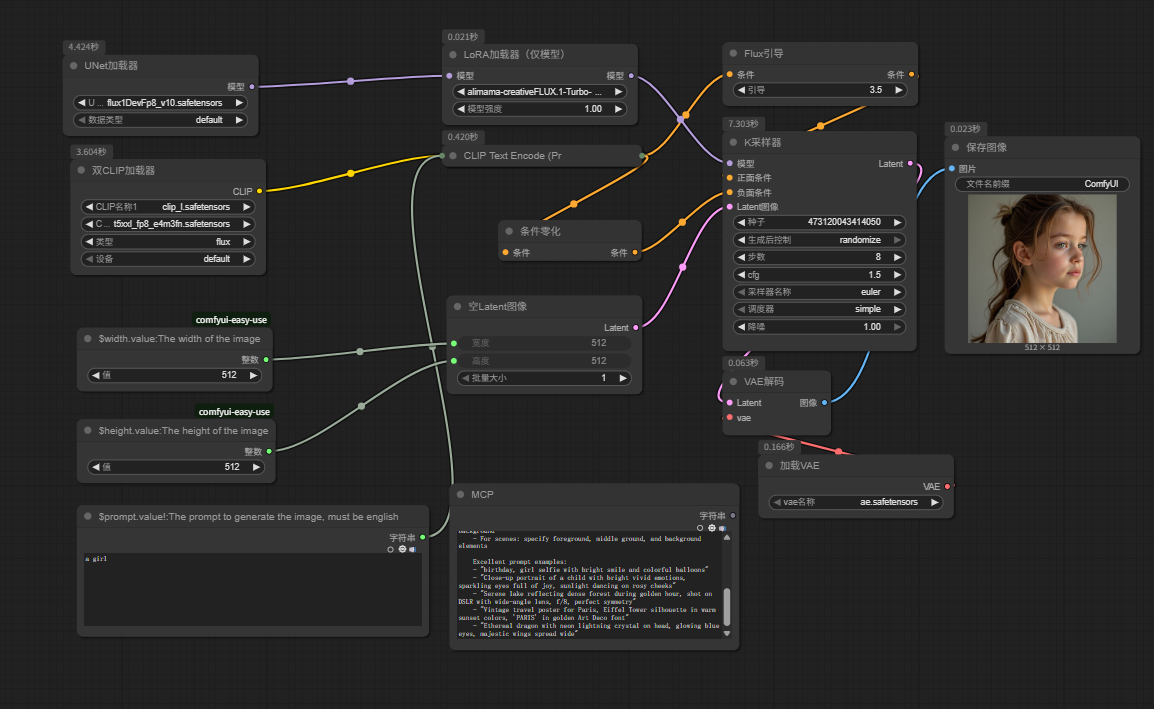 4.424秒
UNet加载器
模型
U ... flux1DevFp8_v10.safetensors
数据类型 default
3.604秒
双CLIP加载器
CLIP
CLIP名称1 clip_l.safetensors
C ... t5xxl_fp8_e4m3fn.safetensors
类型 flux
设备 default
comfyui-easy-use
$width.value:The width of the image
整数
值 512
comfyui-easy-use
$height.value:The height of the image
整数
值 512
$prompt.value!:The prompt to generate the image, must be english
字符串
a girl
0.021秒
LoRA加载器（仅模型）
模型 模型
alimama-creativeFLUX.1-Turbo- ...
模型强度 1.00
0.420秒
CLIP Text Encode (Pr
条件零化
条件 条件
空Latent图像
Latent
宽度 512
高度 512
批量大小 1
MCP
字符串
background
- For scenes: specify foreground, middle ground, and background
elements
Excellent prompt examples:
- "birthday, girl selfie with bright smile and colorful balloons"
- "Close-up portrait of a child with bright vivid emotions,
sparkling eyes full of joy, sunlight dancing on rosy cheeks"
- "Serene lake reflecting dense forest during golden hour, shot on
DSLR with wide-angle lens, f/8, perfect symmetry"
- "Vintage travel poster for Paris, Eiffel Tower silhouette in warm
sunset colors, 'PARIS' in golden Art Deco font"
- "Ethereal dragon with neon lightning crystal on head, glowing blue
eyes, majestic wings spread wide"
Flux引导
条件 条件
引导 3.5
7.303秒
K采样器
模型 Latent
正面条件
负面条件
Latent图像
种子 473120043414050
生成后控制 randomize
步数 8
cfg 1.5
采样器名称 euler
调度器 simple
降噪 1.00
0.063秒
VAE解码
Latent 图像
vae
0.166秒
加载VAE
VAE
vae名称 ae.safetensors
0.023秒
保存图像
图片
文件名前缀 ComfyUI
512 × 512